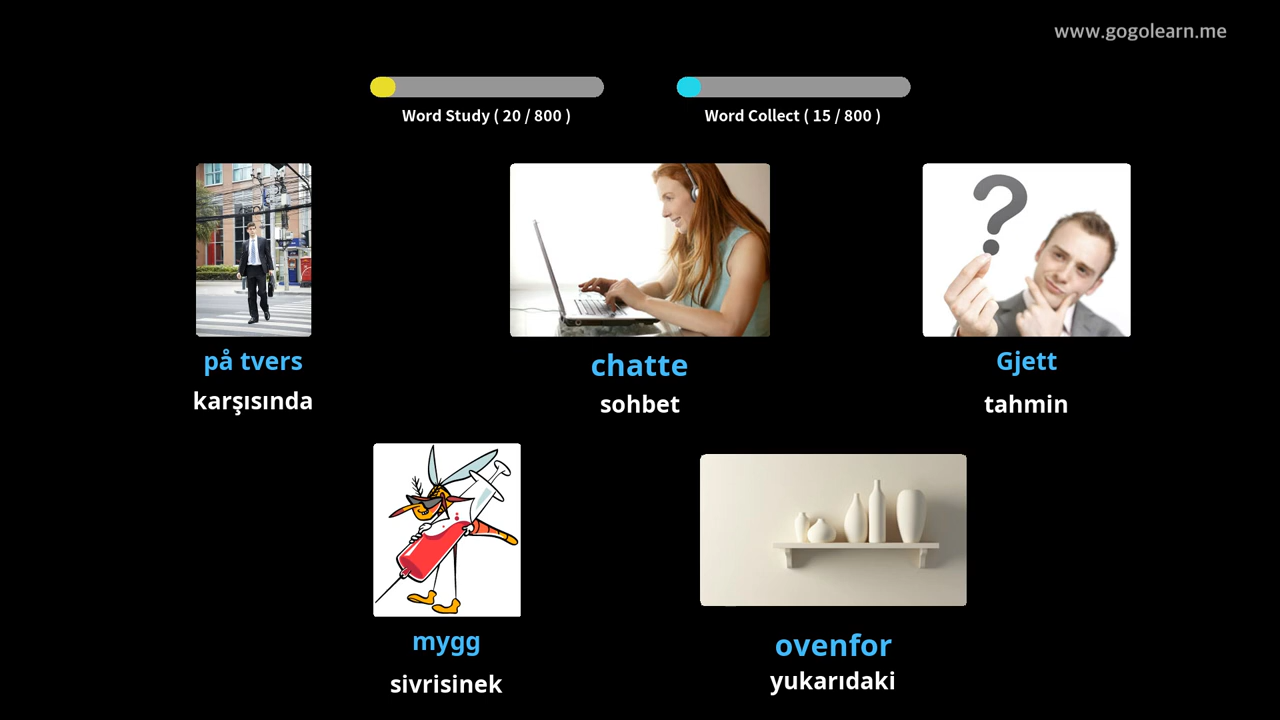 www.gogolearn.me
Word Study ( 20 / 800 )
Word Collect ( 15 / 800 )
på tvers
karşısında
chatte
sohbet
Gjett
tahmin
mygg
sivrisinek
ovenfor
yukarıdaki